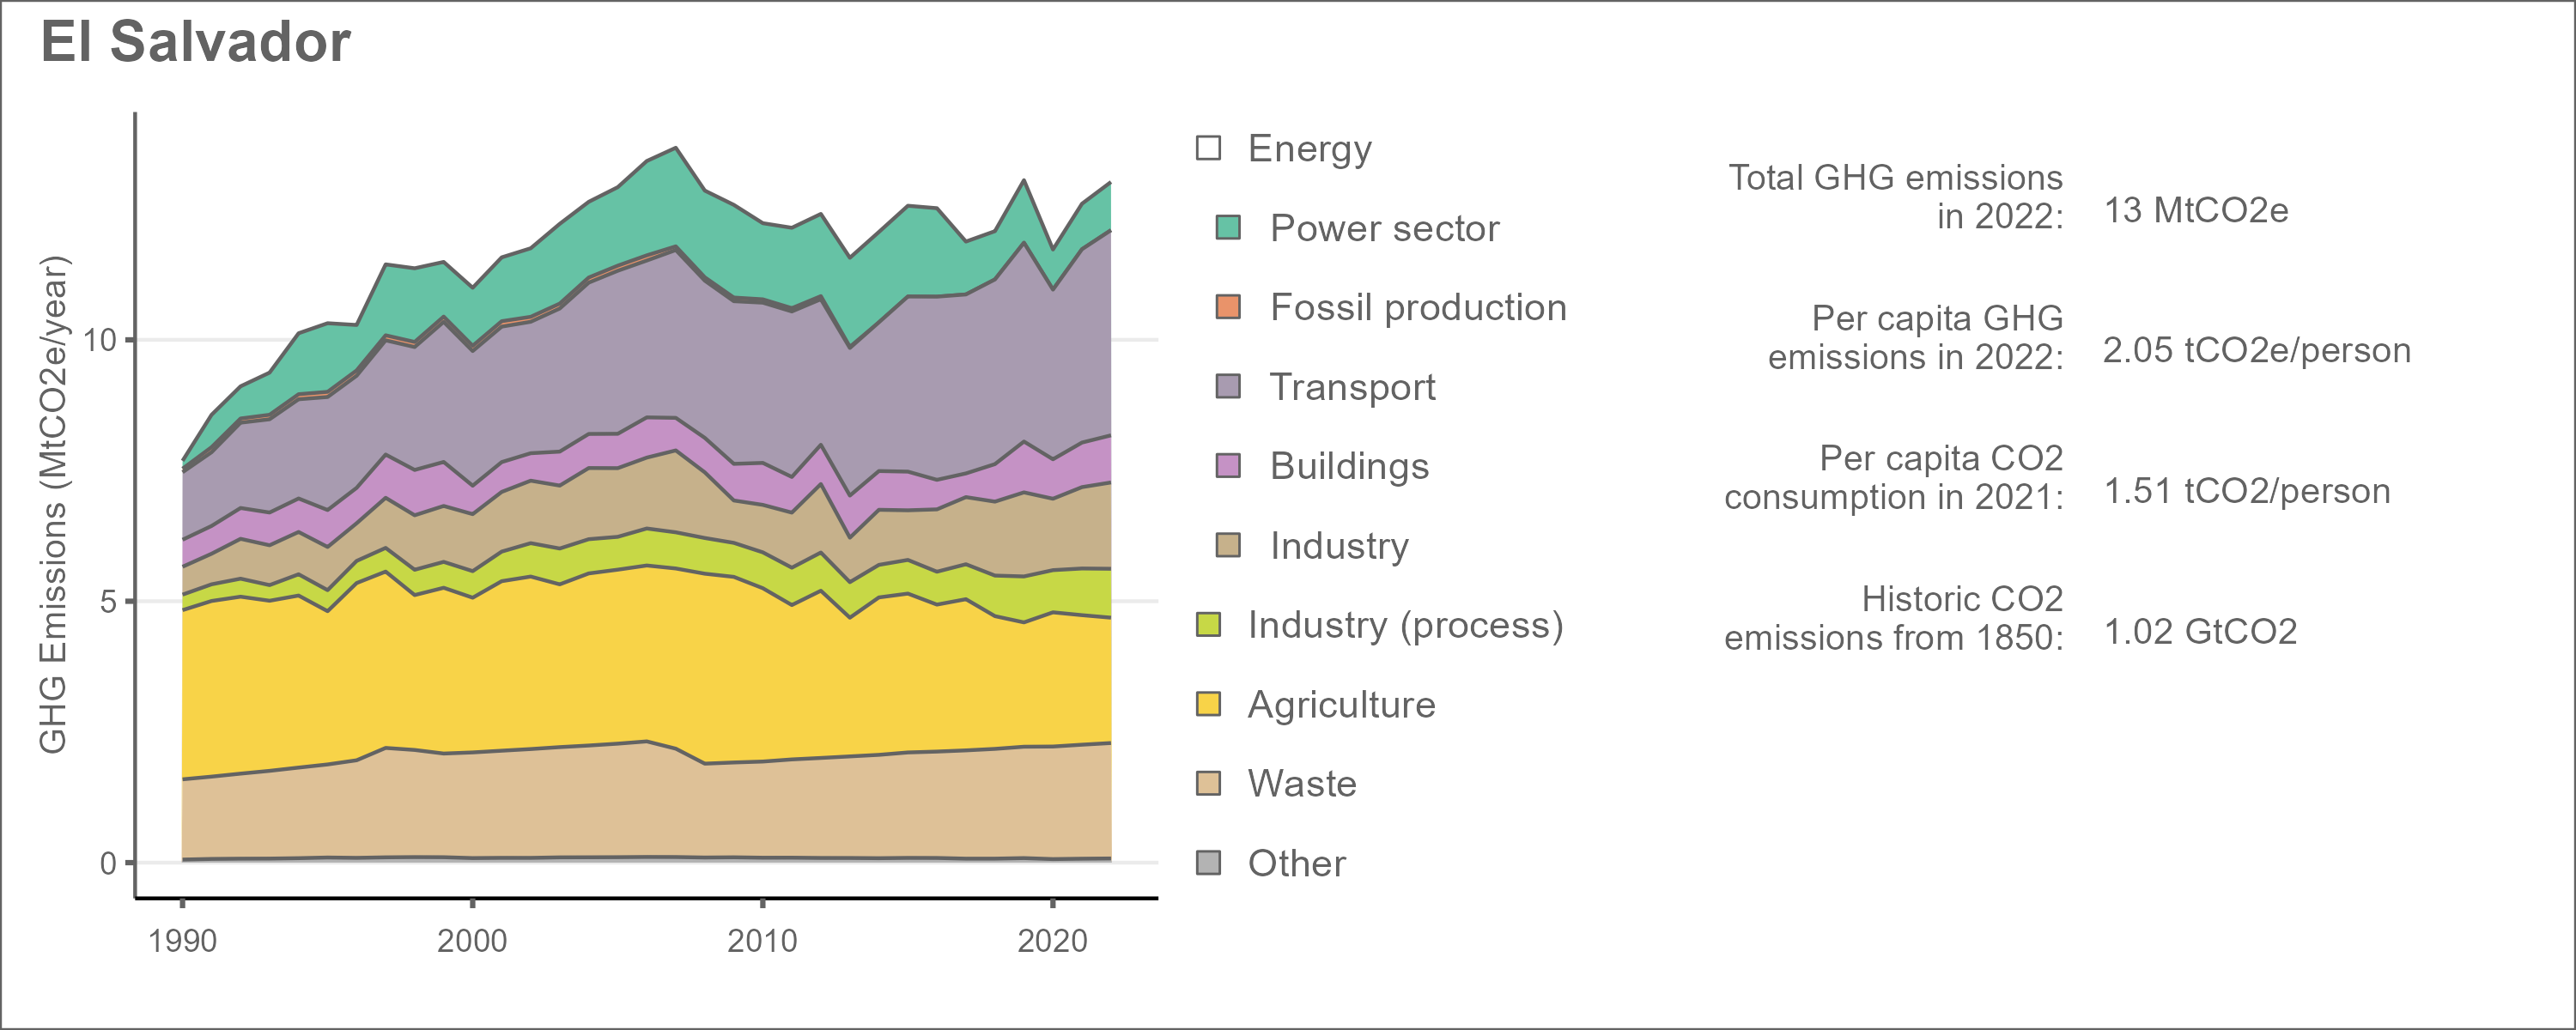 El Salvador
GHG Emissions (MtCO2e/year)
10
5
0
1990
2000
2010
2020
Energy
Power sector
Fossil production
Transport
Buildings
Industry
Industry (process)
Agriculture
Waste
Other
Total GHG emissions
in 2022:
13 MtCO2e
Per capita GHG
emissions in 2022:
2.05 tCO2e/person
Per capita CO2
consumption in 2021:
1.51 tCO2/person
Historic CO2
emissions from 1850:
1.02 GtCO2